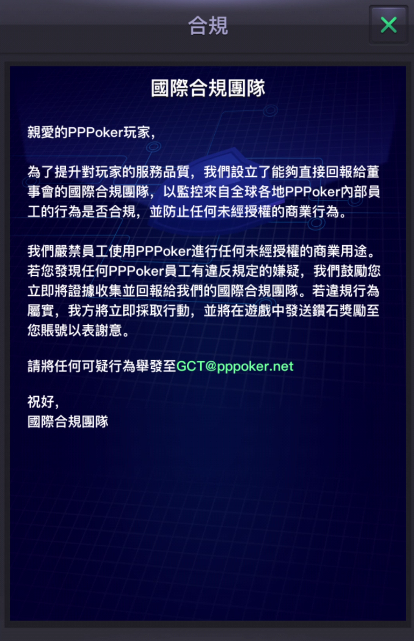 合規
國際合規團隊
親愛的PPPoker玩家，
為了提升對玩家的服務品質，我們設立了能夠直接回報給董
事會的國際合規團隊，以監控來自全球各地PPPoker內部員
工的行為是否合規，並防止任何未經授權的商業行為。
我們嚴禁員工使用PPPoker進行任何未經授權的商業用途。
若您發現任何PPPoker員工有違反規定的嫌疑，我們鼓勵您
立即將證據收集並回報給我們的國際合規團隊。若違規行為
屬實，我方將立即採取行動，並將在遊戲中發送鑽石獎勵至
您賬號以表謝意。
請將任何可疑行為舉發至GCT@pppoker.net
祝好，
國際合規團隊